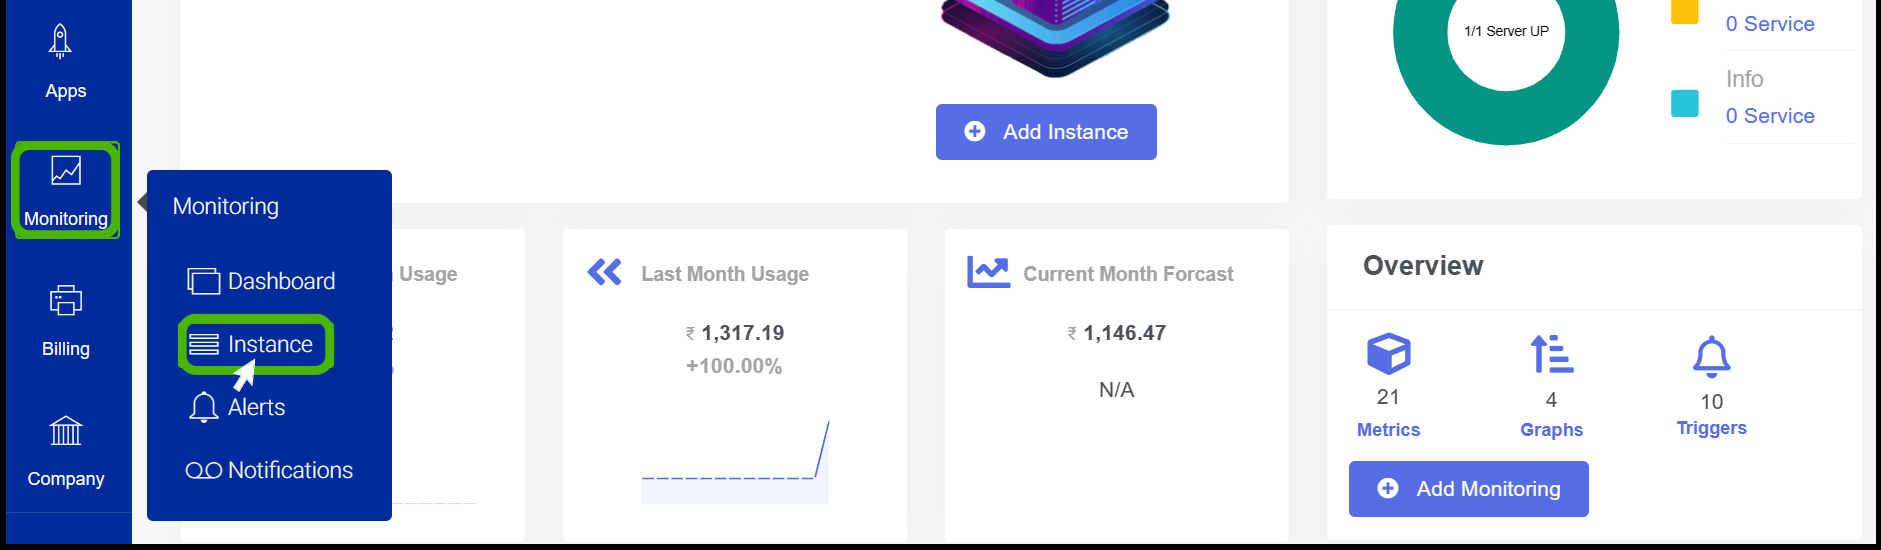 Apps
Monitoring
Billing
Company
Monitoring
Dashboard
Instance
Alerts
Notifications
Add Instance
1/1 Server UP
0 Service
Info
0 Service
Usage
Last Month Usage
₹ 1,317.19
+100.00%
Current Month Forcast
₹ 1,146.47
N/A
Overview
21
Metrics
4
Graphs
10
Triggers
Add Monitoring